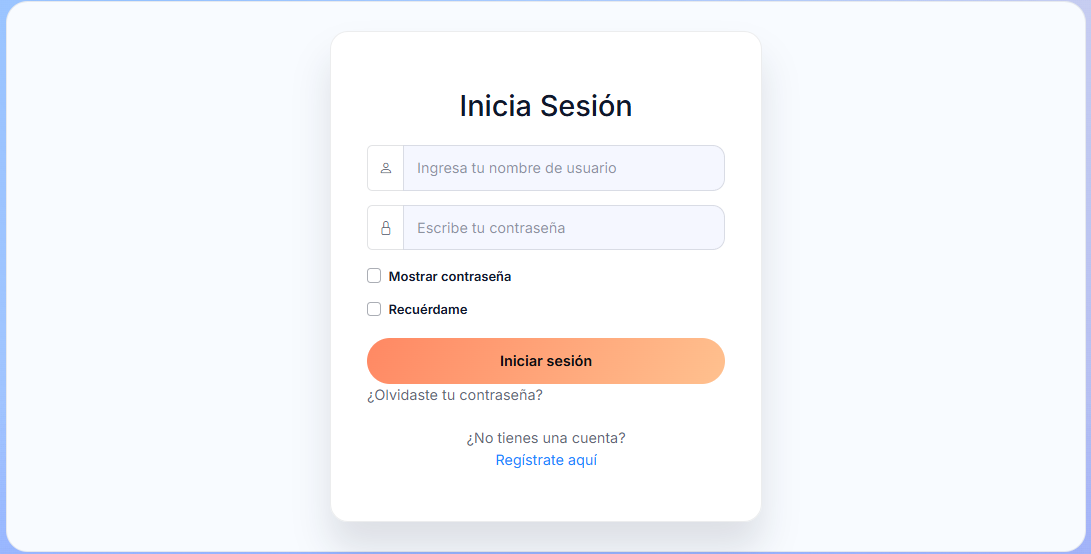 Inicia Sesión
Ingresa tu nombre de usuario
Escribe tu contraseña
Mostrar contraseña
Recuérdame
Iniciar sesión
¿Olvidaste tu contraseña?
¿No tienes una cuenta?
Regístrate aquí